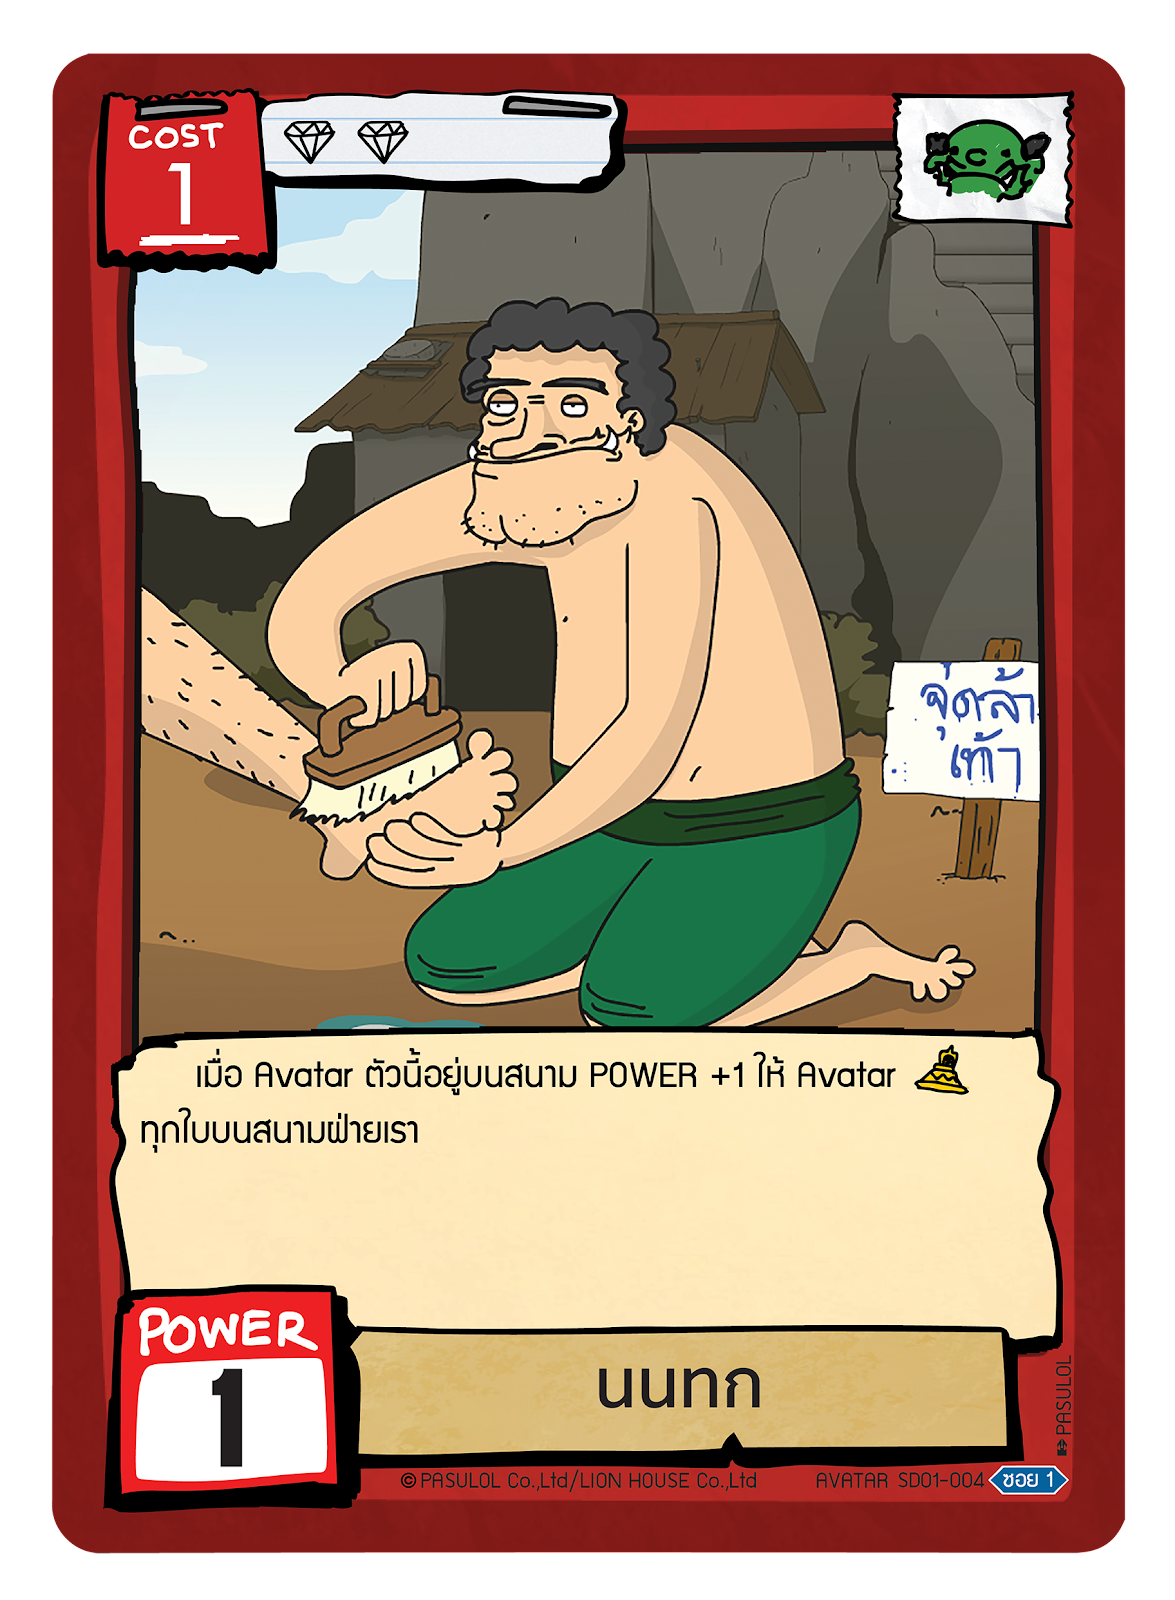 COST
1
จุดล้าง
เท้า
เมื่อ Avatar ตัวนี้อยู่บนสนาม POWER +1 ให้ Avatar
ทุกใบบนสนามฝ่ายเรา
POWER
1
นนทก
PASULOL
© PASULOL Co.,Ltd/LION HOUSE Co.,Ltd
AVATAR SD01-004 ซอย 1